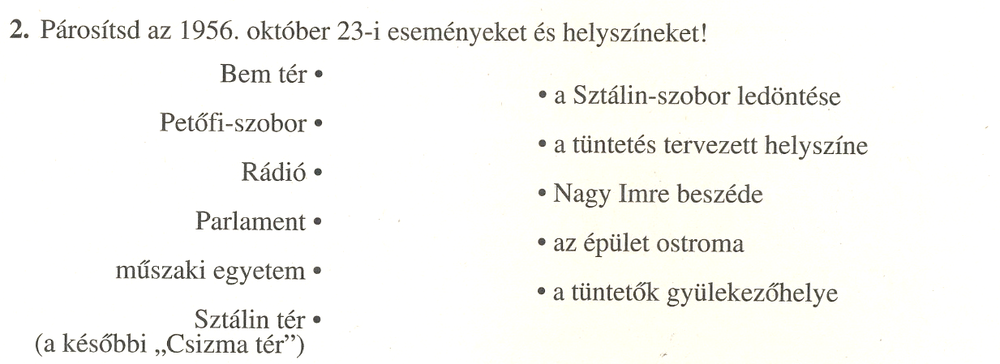 2. Párosítsd az 1956. október 23-i eseményeket és helyszíneket!
Bem tér •
Petőfi-szobor •
Rádió •
Parlament •
műszaki egyetem •
Sztálin tér •
(a későbbi „Csizma tér”)
• a Sztálin-szobor ledöntése
• a tüntetés tervezett helyszíne
• Nagy Imre beszéde
• az épület ostroma
• a tüntetők gyülekezőhelye